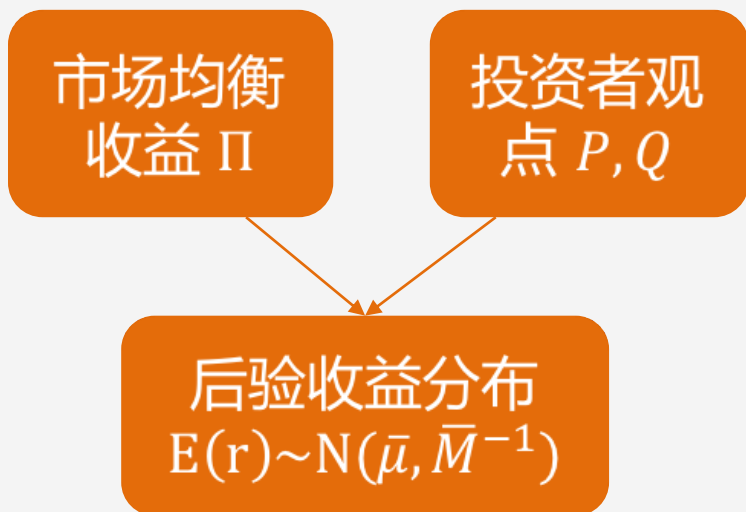 市场均衡
收益 Π
投资者观
点 P, Q
后验收益分布
E(r)~N(μ̄, M̄⁻¹)